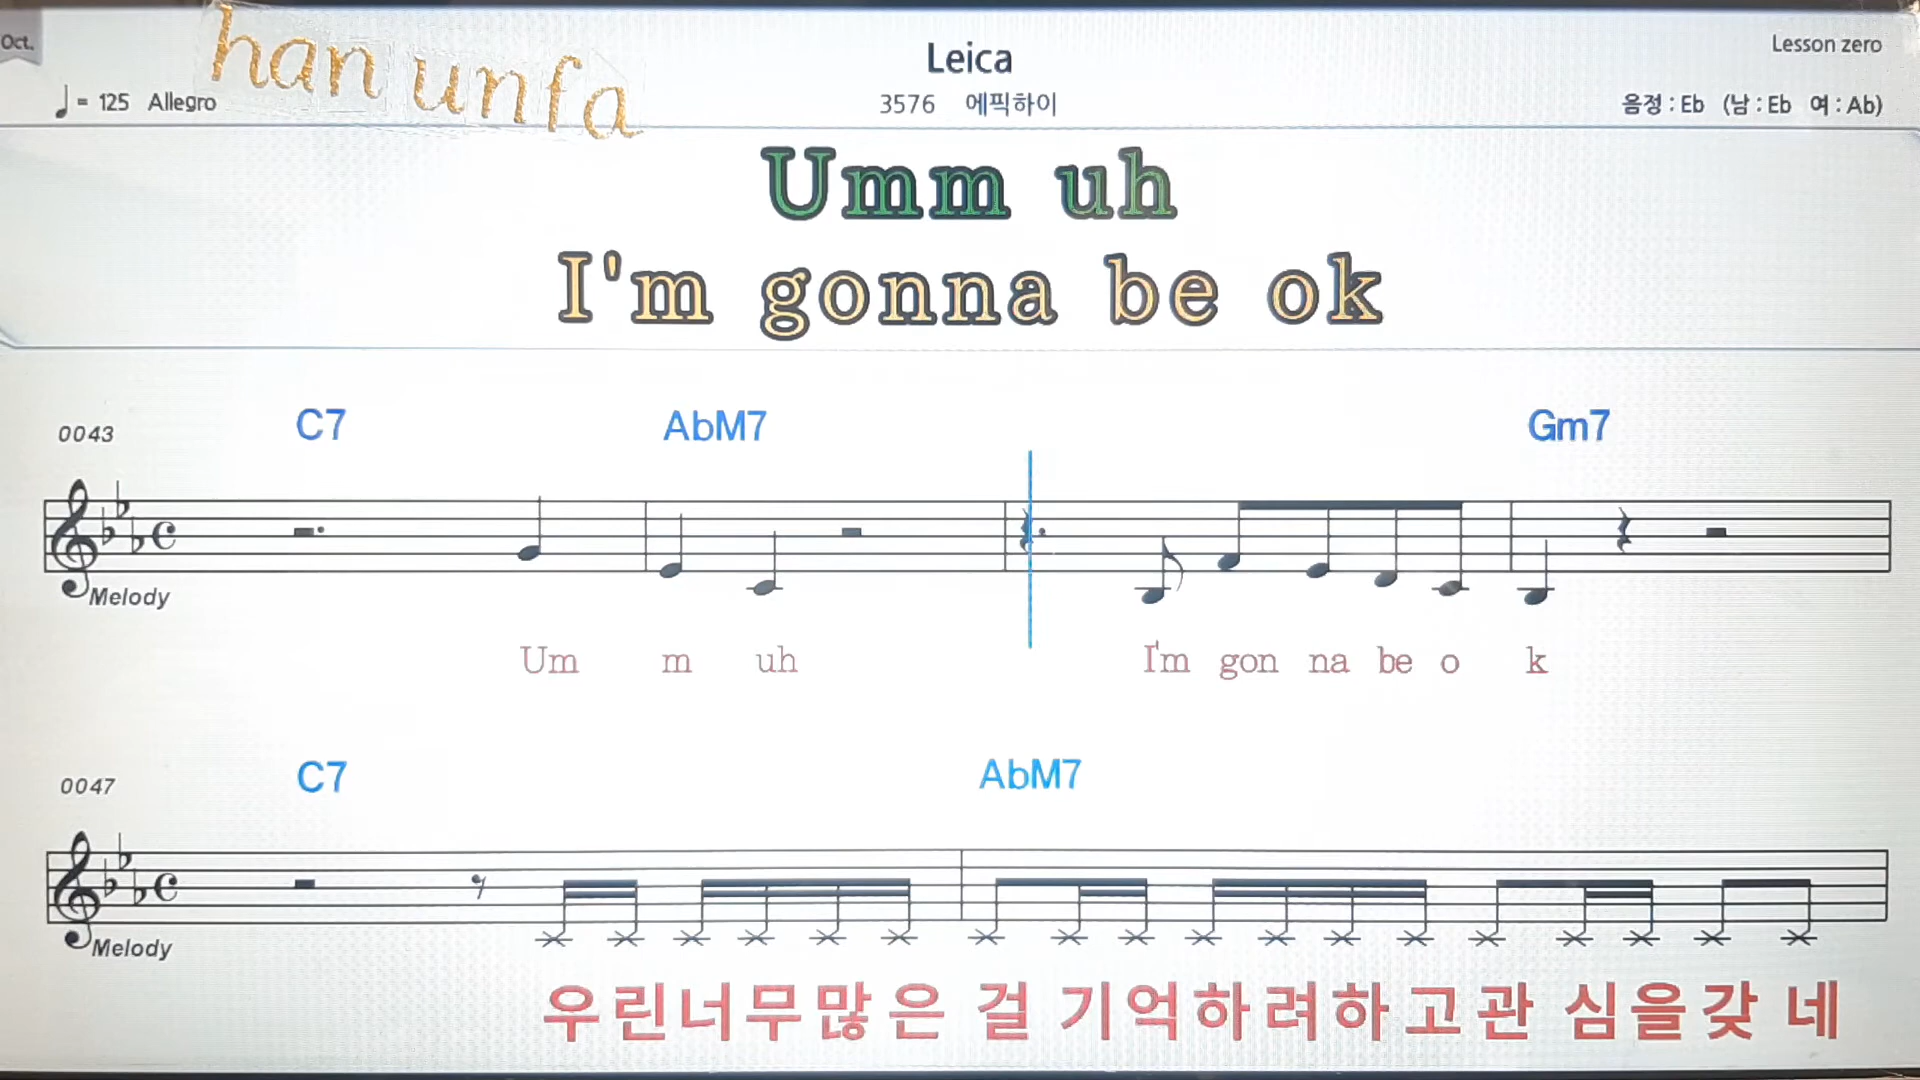 Oct.
han unfa
Leica
Lesson zero
= 125 Allegro
3576 에픽하이
음정 : Eb (남 : Eb 여 : Ab)
Umm uh
I'm gonna be ok
0043
C7 AbM7 Gm7
Melody
Um m uh I'm gon na be o k
0047
C7 AbM7
Melody
우린너무많은 걸 기억하려하고관 심을갖 네